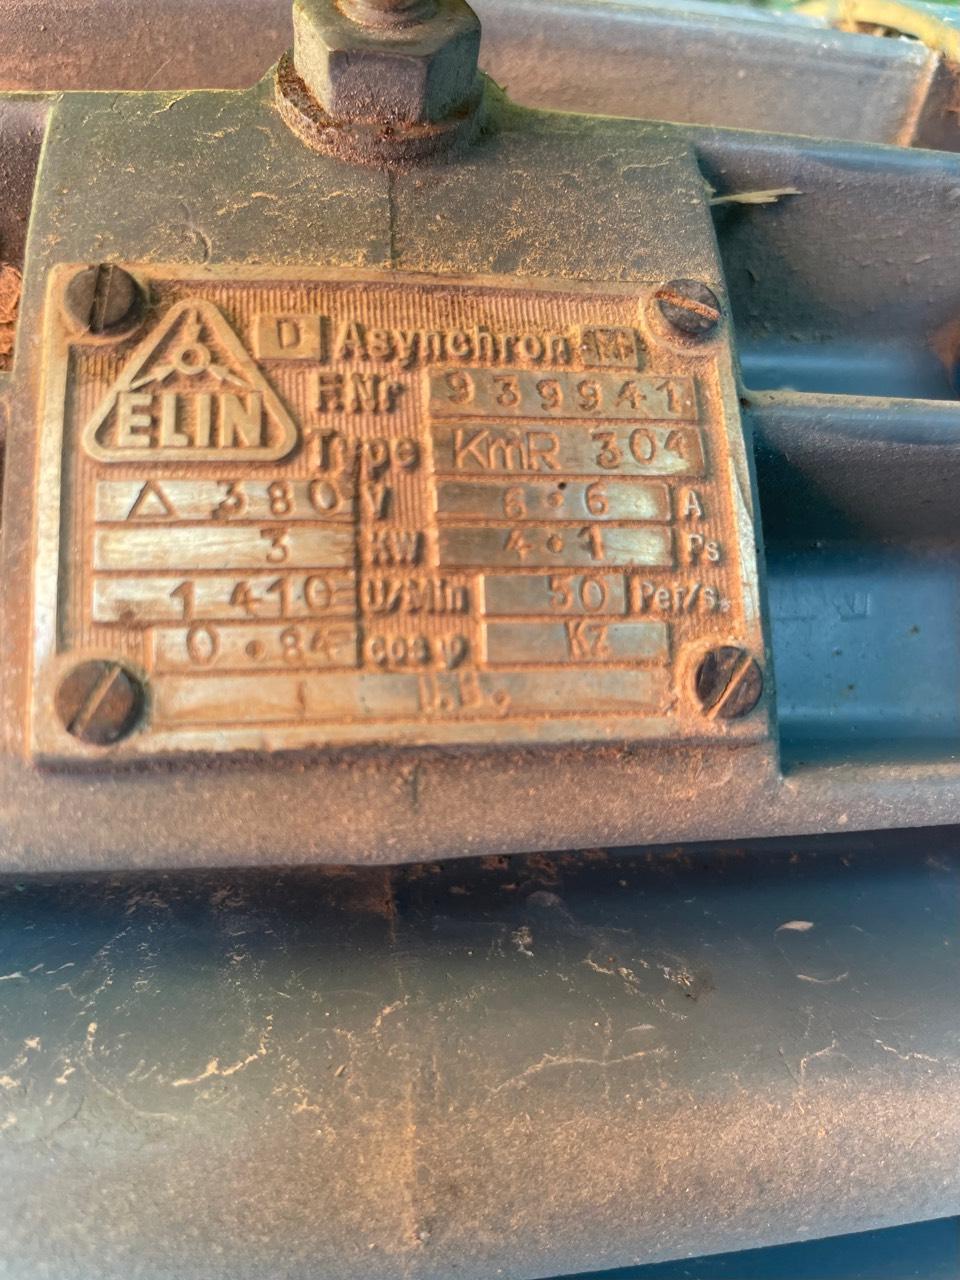 ELIN
D Asynchron
F.Nr 939941
Type KmR 304
△ 380 V 6.6 A
3 KW 4.1 Ps
1410 U/Min 50 Per/s.
0.84 cos φ Kz